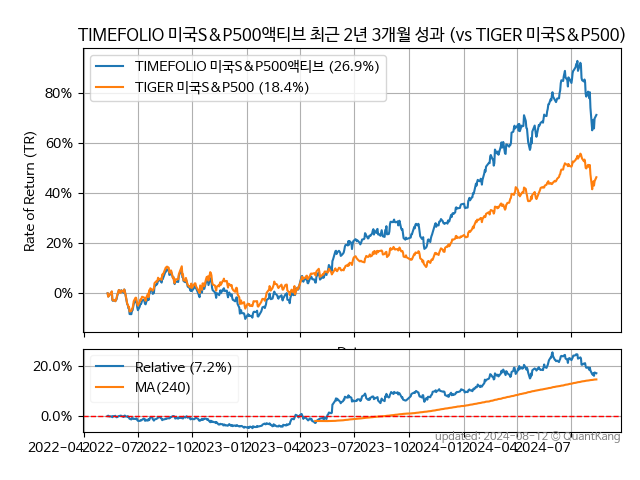 TIMEFOLIO 미국S&P500액티브 최근 2년 3개월 성과 (vs TIGER 미국S&P500)
TIMEFOLIO 미국S&P500액티브 (26.9%)
TIGER 미국S&P500 (18.4%)
Rate of Return (TR)
80%
60%
40%
20%
0%
Relative (7.2%)
MA(240)
20.0%
0.0%
2022-04
2022-07
2022-10
2023-01
2023-04
2023-07
2023-10
2024-01
2024-04
2024-07
updated: 2024-08-12 © QuantKang